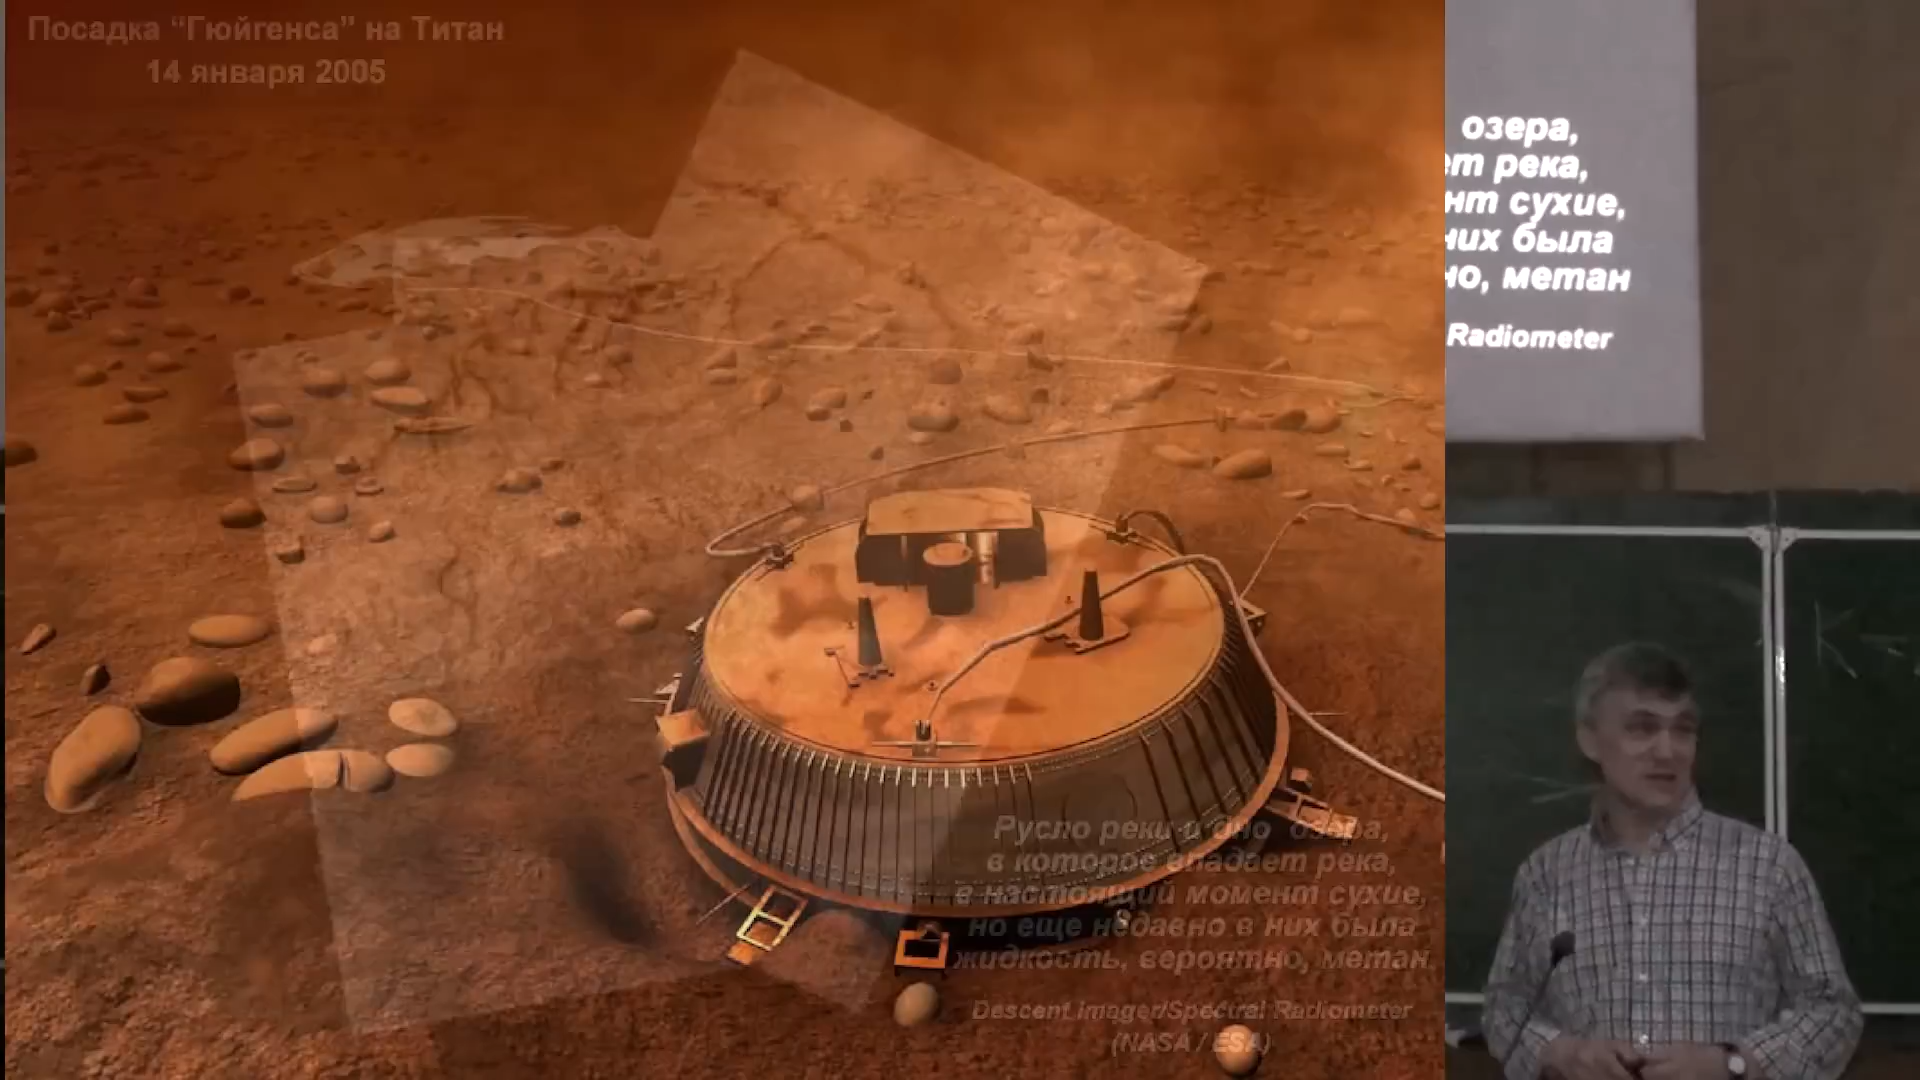 Посадка “Гюйгенса” на Титан
14 января 2005
озера,
ет река,
нт сухие,
них была
но, метан
Radiometer
Русло реки и дно озера,
в которое впадает река,
в настоящий момент сухие,
но еще недавно в них была
жидкость, вероятно, метан
Descent imager/Spectral Radiometer
(NASA / ESA)